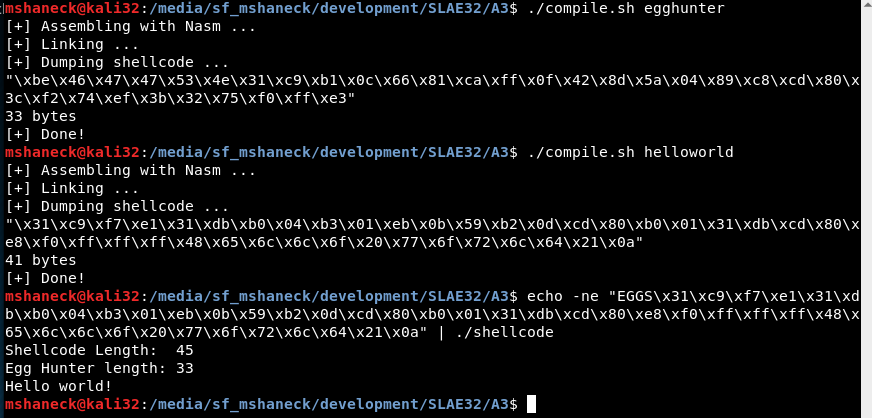 mshaneck@kali32:/media/sf_mshaneck/development/SLAE32/A3$ ./compile.sh egghunter
[+] Assembling with Nasm ...
[+] Linking ...
[+] Dumping shellcode ...
"\xbe\x46\x47\x47\x53\x4e\x31\xc9\xb1\x0c\x66\x81\xca\xff\x0f\x42\x8d\x5a\x04\x89\xc8\xcd\x80\x
3c\xf2\x74\xef\x3b\x32\x75\xf0\xff\xe3"
33 bytes
[+] Done!
mshaneck@kali32:/media/sf_mshaneck/development/SLAE32/A3$ ./compile.sh helloworld
[+] Assembling with Nasm ...
[+] Linking ...
[+] Dumping shellcode ...
"\x31\xc9\xf7\xe1\x31\xdb\xb0\x04\xb3\x01\xeb\x0b\x59\xb2\x0d\xcd\x80\xb0\x01\x31\xdb\xcd\x80\x
e8\xf0\xff\xff\xff\x48\x65\x6c\x6c\x6f\x20\x77\x6f\x72\x6c\x64\x21\x0a"
41 bytes
[+] Done!
mshaneck@kali32:/media/sf_mshaneck/development/SLAE32/A3$ echo -ne "EGGS\x31\xc9\xf7\xe1\x31\xd
b\xb0\x04\xb3\x01\xeb\x0b\x59\xb2\x0d\xcd\x80\xb0\x01\x31\xdb\xcd\x80\xe8\xf0\xff\xff\xff\x48\x
65\x6c\x6c\x6f\x20\x77\x6f\x72\x6c\x64\x21\x0a" | ./shellcode
Shellcode Length:  45
Egg Hunter length: 33
Hello world!
mshaneck@kali32:/media/sf_mshaneck/development/SLAE32/A3$